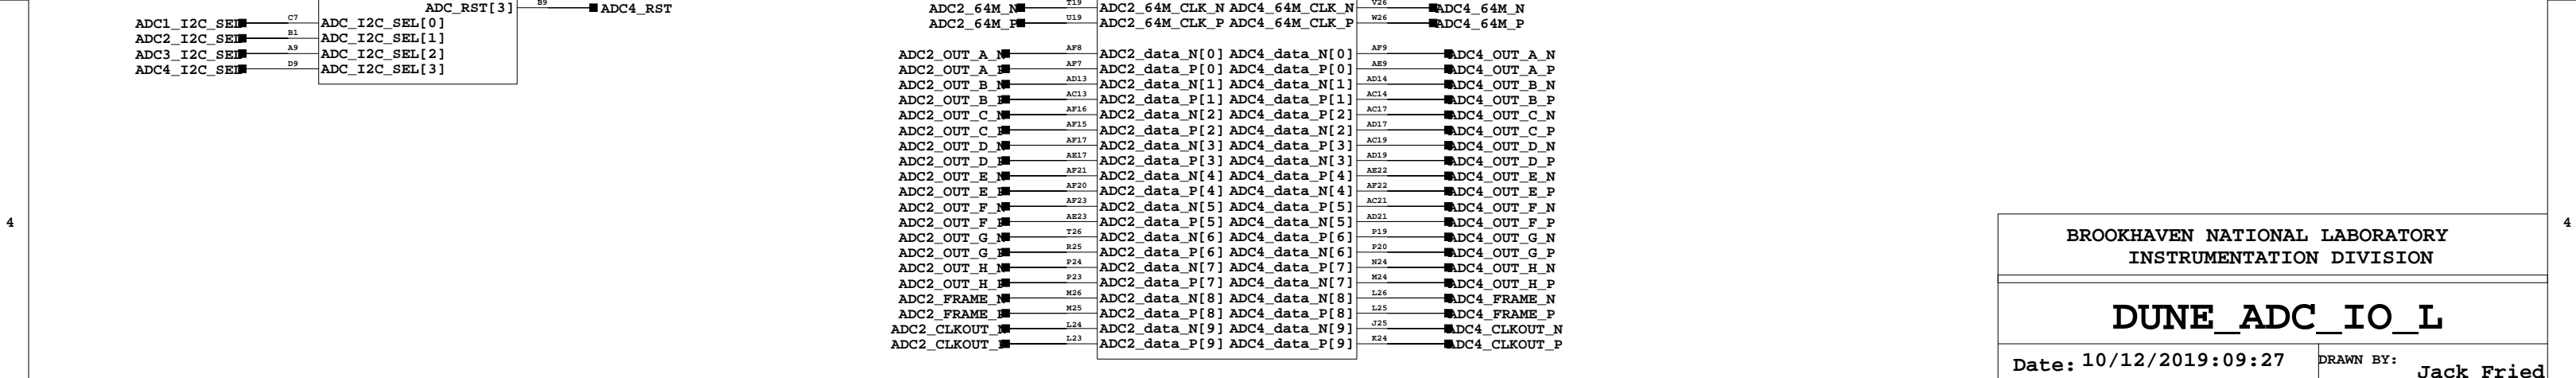 ADC_RST[3] B9 ADC4_RST
ADC1_I2C_SEL C7 ADC_I2C_SEL[0]
ADC2_I2C_SEL B1 ADC_I2C_SEL[1]
ADC3_I2C_SEL A9 ADC_I2C_SEL[2]
ADC4_I2C_SEL D9 ADC_I2C_SEL[3]
ADC2_64M_N T19 ADC2_64M_CLK_N ADC4_64M_CLK_N V26 ADC4_64M_N
ADC2_64M_P U19 ADC2_64M_CLK_P ADC4_64M_CLK_P W26 ADC4_64M_P
ADC2_OUT_A_N AF8 ADC2_data_N[0] ADC4_data_N[0] AF9 ADC4_OUT_A_N
ADC2_OUT_A_P AF7 ADC2_data_P[0] ADC4_data_P[0] AE9 ADC4_OUT_A_P
ADC2_OUT_B_N AD13 ADC2_data_N[1] ADC4_data_N[1] AD14 ADC4_OUT_B_N
ADC2_OUT_B_P AC13 ADC2_data_P[1] ADC4_data_P[1] AC14 ADC4_OUT_B_P
ADC2_OUT_C_N AF16 ADC2_data_N[2] ADC4_data_P[2] AC17 ADC4_OUT_C_N
ADC2_OUT_C_P AF15 ADC2_data_P[2] ADC4_data_N[2] AD17 ADC4_OUT_C_P
ADC2_OUT_D_N AF17 ADC2_data_N[3] ADC4_data_P[3] AC19 ADC4_OUT_D_N
ADC2_OUT_D_P AE17 ADC2_data_P[3] ADC4_data_N[3] AD19 ADC4_OUT_D_P
ADC2_OUT_E_N AF21 ADC2_data_N[4] ADC4_data_P[4] AE22 ADC4_OUT_E_N
ADC2_OUT_E_P AF20 ADC2_data_P[4] ADC4_data_N[4] AF22 ADC4_OUT_E_P
ADC2_OUT_F_N AF23 ADC2_data_N[5] ADC4_data_P[5] AC21 ADC4_OUT_F_N
ADC2_OUT_F_P AE23 ADC2_data_P[5] ADC4_data_N[5] AD21 ADC4_OUT_F_P
ADC2_OUT_G_N T26 ADC2_data_N[6] ADC4_data_P[6] P19 ADC4_OUT_G_N
ADC2_OUT_G_P R25 ADC2_data_P[6] ADC4_data_N[6] P20 ADC4_OUT_G_P
ADC2_OUT_H_N P24 ADC2_data_N[7] ADC4_data_P[7] N24 ADC4_OUT_H_N
ADC2_OUT_H_P P23 ADC2_data_P[7] ADC4_data_N[7] M24 ADC4_OUT_H_P
ADC2_FRAME_N M26 ADC2_data_N[8] ADC4_data_N[8] L26 ADC4_FRAME_N
ADC2_FRAME_P M25 ADC2_data_P[8] ADC4_data_P[8] L25 ADC4_FRAME_P
ADC2_CLKOUT_N L24 ADC2_data_N[9] ADC4_data_N[9] J25 ADC4_CLKOUT_N
ADC2_CLKOUT_P L23 ADC2_data_P[9] ADC4_data_P[9] K24 ADC4_CLKOUT_P
4
4
BROOKHAVEN NATIONAL LABORATORY
INSTRUMENTATION DIVISION
DUNE_ADC_IO_L
Date: 10/12/2019:09:27 DRAWN BY:
Jack Fried